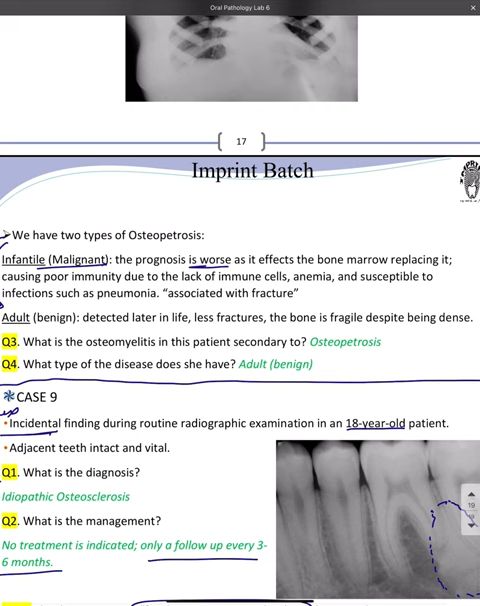 Oral Pathology Lab 6
17
Imprint Batch
We have two types of Osteopetrosis:
Infantile (Malignant): the prognosis is worse as it effects the bone marrow replacing it;
causing poor immunity due to the lack of immune cells, anemia, and susceptible to
infections such as pneumonia. “associated with fracture”
Adult (benign): detected later in life, less fractures, the bone is fragile despite being dense.
Q3. What is the osteomyelitis in this patient secondary to? Osteopetrosis
Q4. What type of the disease does she have? Adult (benign)
CASE 9
•Incidental finding during routine radiographic examination in an 18-year-old patient.
•Adjacent teeth intact and vital.
Q1. What is the diagnosis?
Idiopathic Osteosclerosis
Q2. What is the management?
No treatment is indicated; only a follow up every 3-
6 months.
19